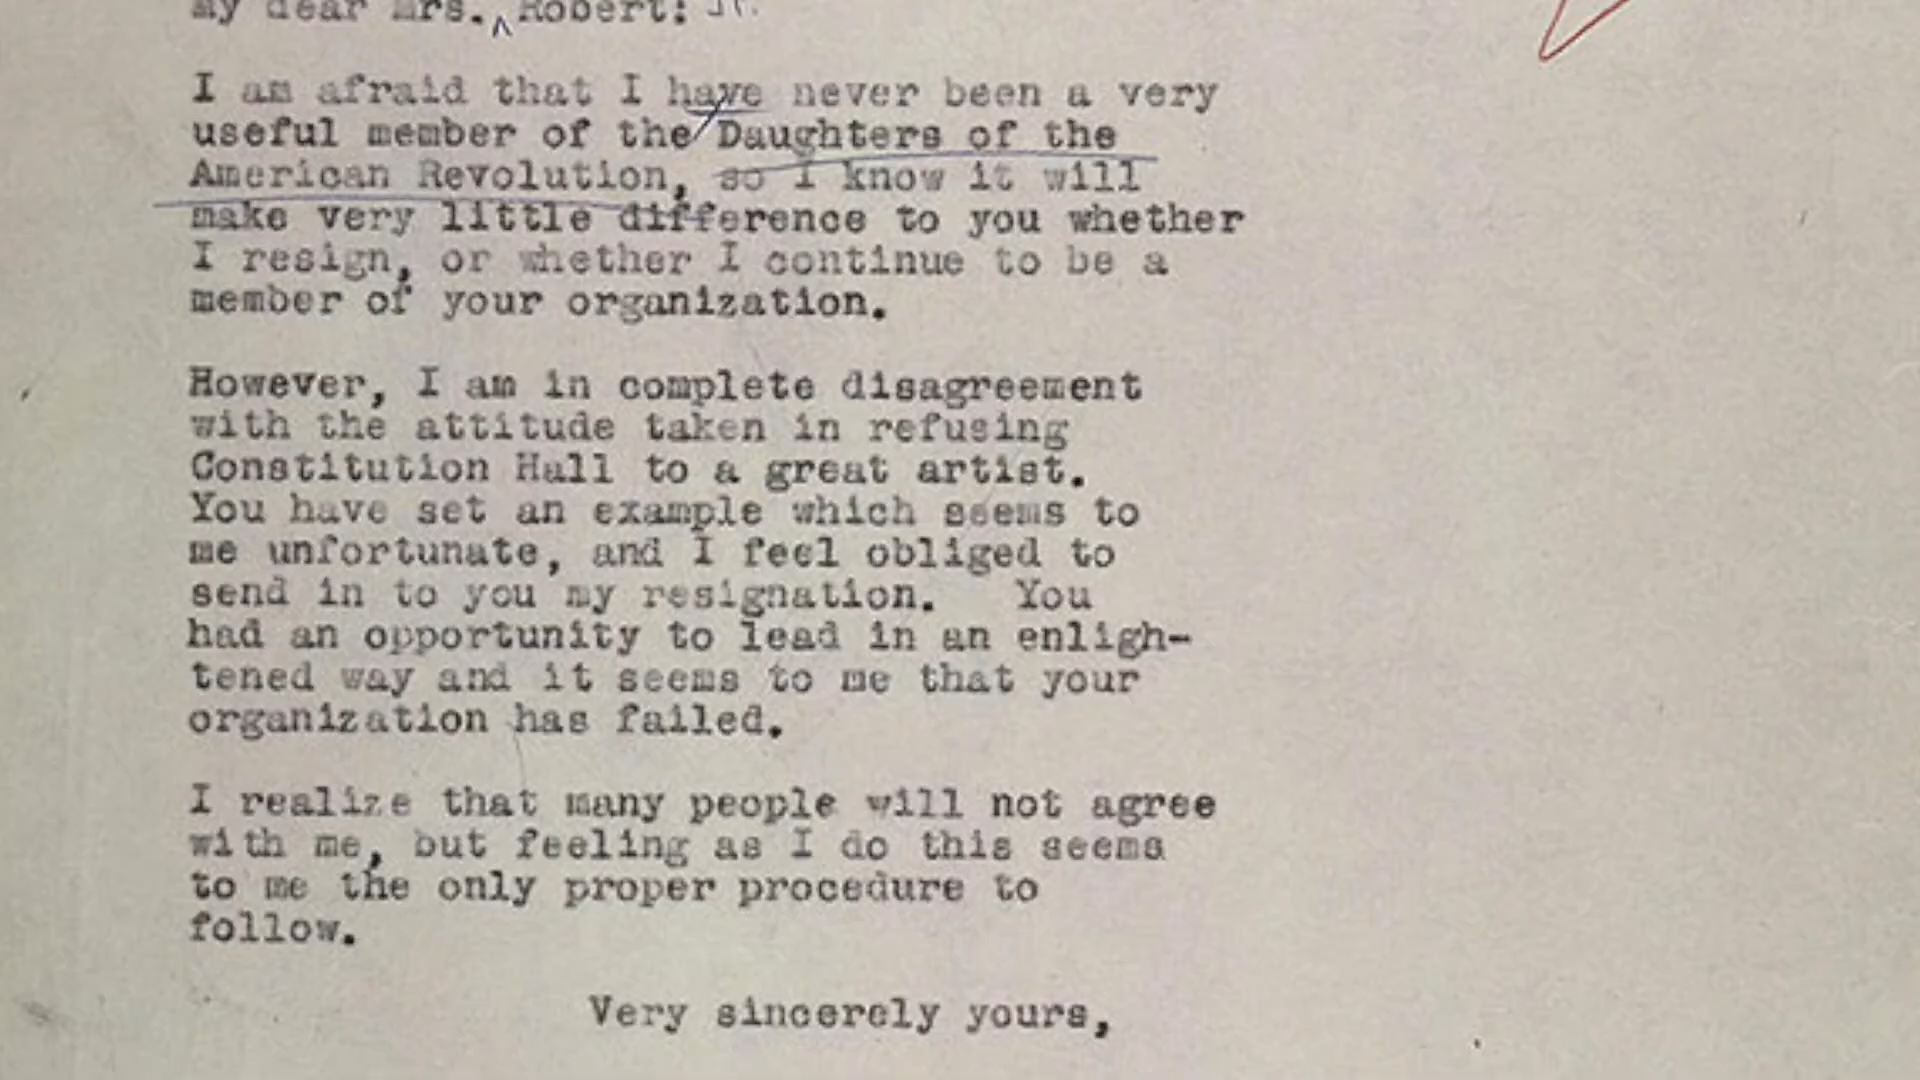 My dear Mrs. Robert: Jr.
I am afraid that I have never been a very
useful member of the Daughters of the
American Revolution, so I know it will
make very little difference to you whether
I resign, or whether I continue to be a
member of your organization.
However, I am in complete disagreement
with the attitude taken in refusing
Constitution Hall to a great artist.
You have set an example which seems to
me unfortunate, and I feel obliged to
send in to you my resignation. You
had an opportunity to lead in an enligh-
tened way and it seems to me that your
organization has failed.
I realize that many people will not agree
with me, but feeling as I do this seems
to me the only proper procedure to
follow.
Very sincerely yours,